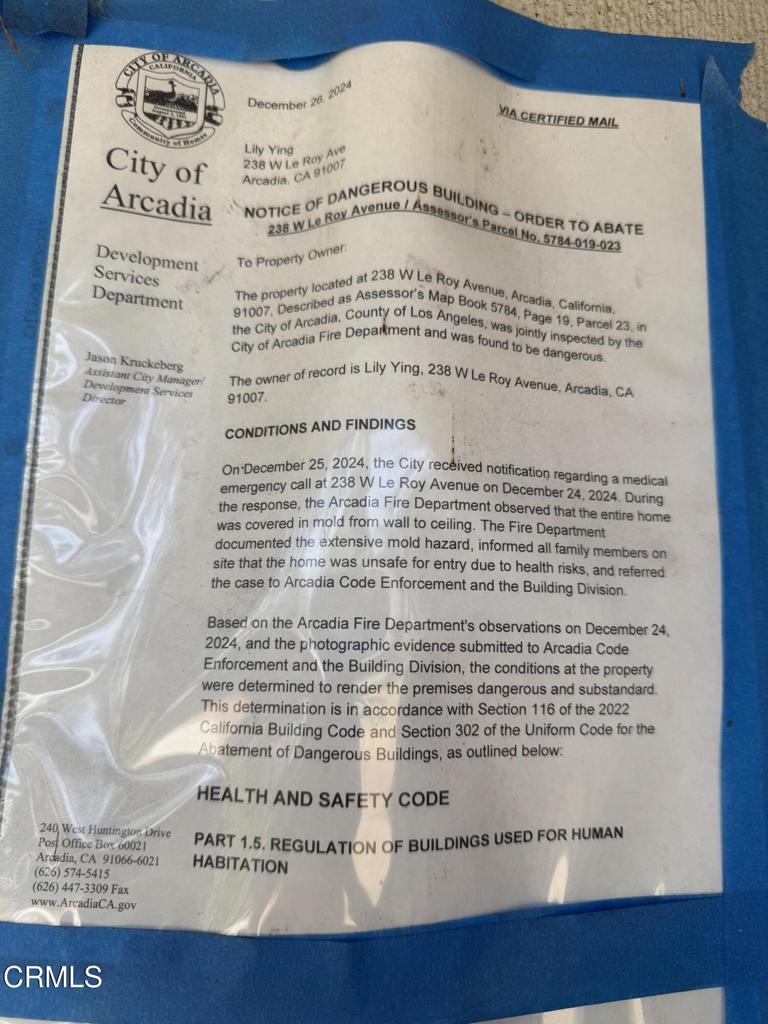 CITY OF ARCADIA
CALIFORNIA
Community of Homes
City of
Arcadia
Development
Services
Department
Jason Kruckeberg
Assistant City Manager/
Development Services
Director
December 26, 2024
VIA CERTIFIED MAIL
Lily Ying
238 W Le Roy Ave
Arcadia, CA 91007
NOTICE OF DANGEROUS BUILDING – ORDER TO ABATE
238 W Le Roy Avenue / Assessor's Parcel No. 5784-019-023
To Property Owner:
The property located at 238 W Le Roy Avenue, Arcadia, California,
91007, Described as Assessor's Map Book 5784, Page 19, Parcel 23, in
the City of Arcadia, County of Los Angeles, was jointly inspected by the
City of Arcadia Fire Department and was found to be dangerous.
The owner of record is Lily Ying, 238 W Le Roy Avenue, Arcadia, CA
91007.
CONDITIONS AND FINDINGS
On December 25, 2024, the City received notification regarding a medical
emergency call at 238 W Le Roy Avenue on December 24, 2024. During
the response, the Arcadia Fire Department observed that the entire home
was covered in mold from wall to ceiling. The Fire Department
documented the extensive mold hazard, informed all family members on
site that the home was unsafe for entry due to health risks, and referred
the case to Arcadia Code Enforcement and the Building Division.
Based on the Arcadia Fire Department's observations on December 24,
2024, and the photographic evidence submitted to Arcadia Code
Enforcement and the Building Division, the conditions at the property
were determined to render the premises dangerous and substandard.
This determination is in accordance with Section 116 of the 2022
California Building Code and Section 302 of the Uniform Code for the
Abatement of Dangerous Buildings, as outlined below:
HEALTH AND SAFETY CODE
PART 1.5. REGULATION OF BUILDINGS USED FOR HUMAN
HABITATION
240 West Huntington Drive
Post Office Box 60021
Arcadia, CA 91066-6021
(626) 574-5415
(626) 447-3309 Fax
www.ArcadiaCA.gov
CRMLS